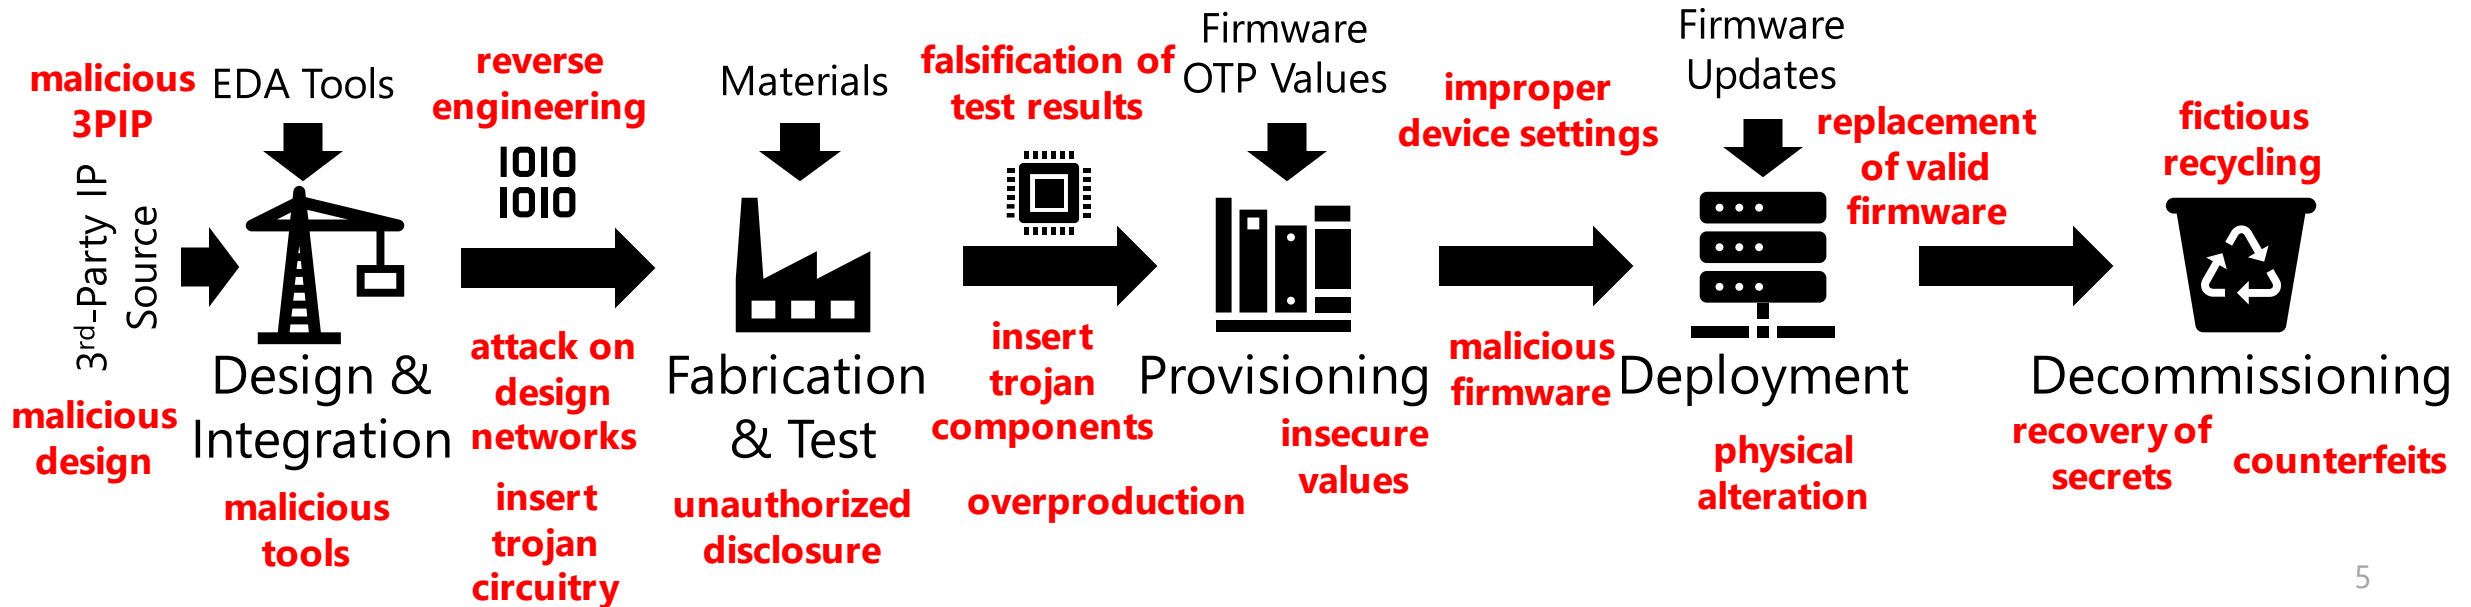 malicious
3PIP
EDA Tools
reverse
engineering
1010
1010
Materials
falsification of
test results
Firmware
OTP Values
improper
device settings
Firmware
Updates
replacement
of valid
firmware
fictious
recycling
3rd-Party IP
Source
malicious
design
Design &
Integration
malicious
tools
attack on
design
networks
insert
trojan
circuitry
Fabrication
& Test
unauthorized
disclosure
insert
trojan
components
overproduction
Provisioning
insecure
values
malicious
firmware
Deployment
physical
alteration
Decommissioning
recovery of
secrets
counterfeits
5